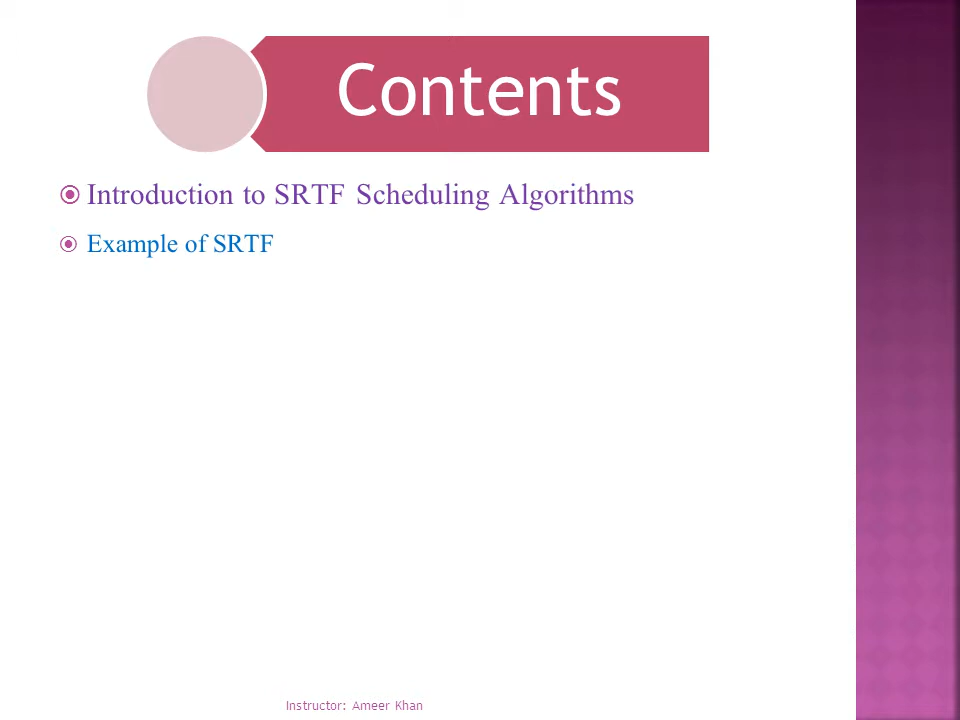 Contents
Introduction to SRTF Scheduling Algorithms
Example of SRTF
Instructor: Ameer Khan